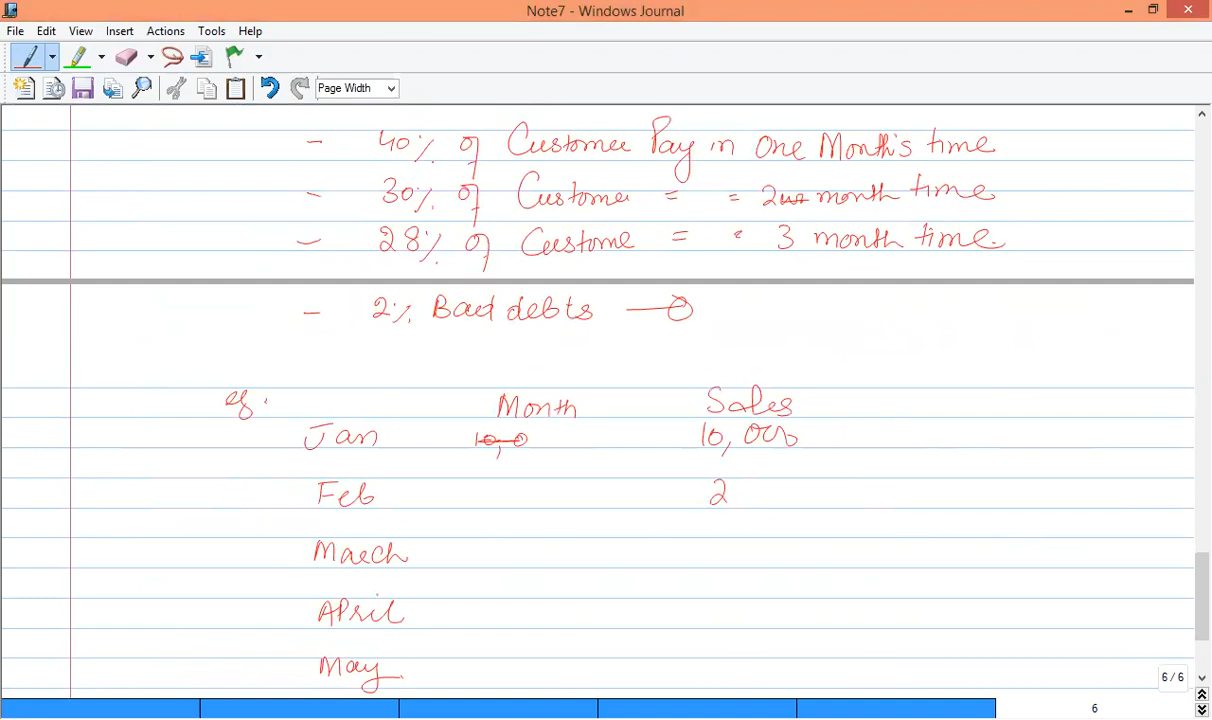 Note7 - Windows Journal
File Edit View Insert Actions Tools Help
Page Width
- 40% of Customer Pay in One Month's time
- 30% of Custome = = 2 month time
- 28% of Custome = " 3 month time.
- 2% Bad debts
eg. Month Sales
Jan 10,0 10,000
Feb 2
March
April
May
6 / 6
6